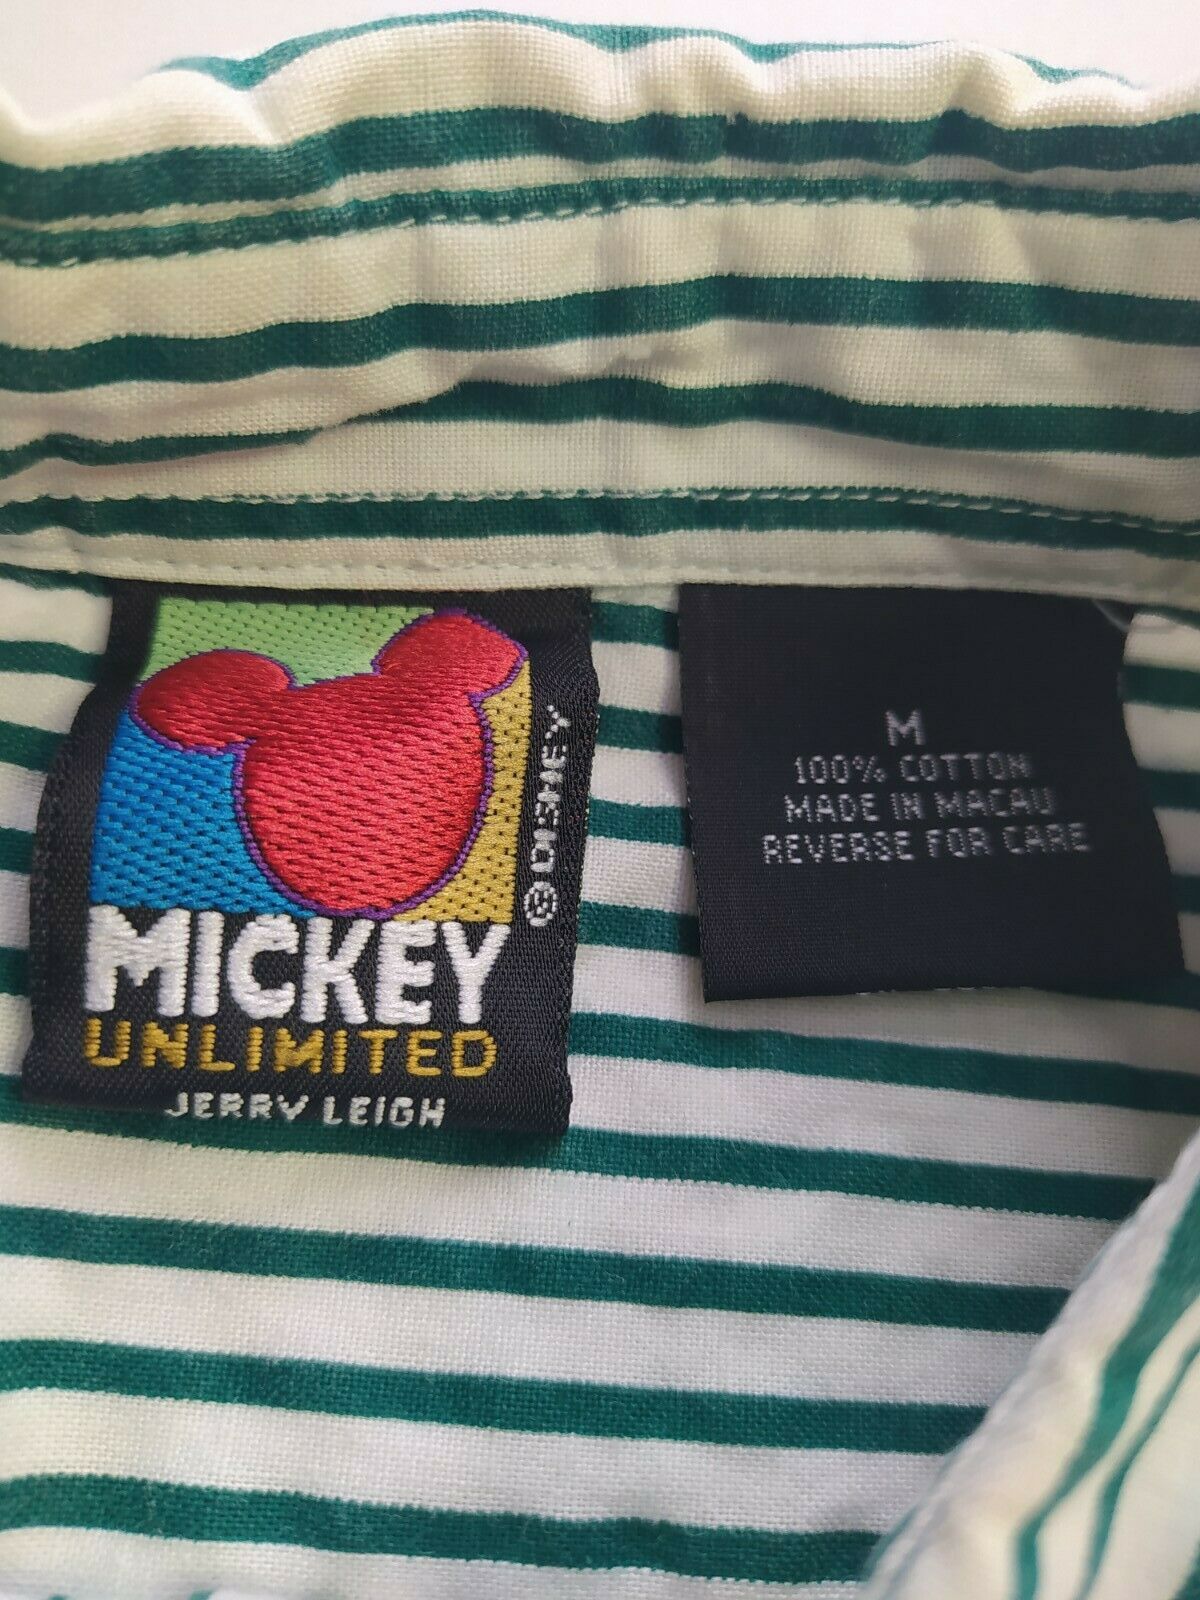 MICKEY
UNLIMITED
JERRY LEIGH
© DISNEY
M
100% COTTON
MADE IN MACAU
REVERSE FOR CARE